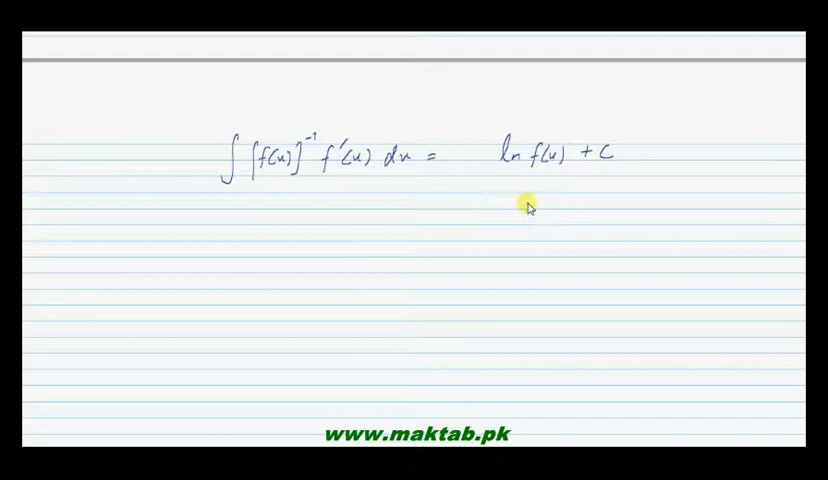 ∫ [f(x)]⁻¹ f′(x) dx = ln f(x) + c
www.maktab.pk